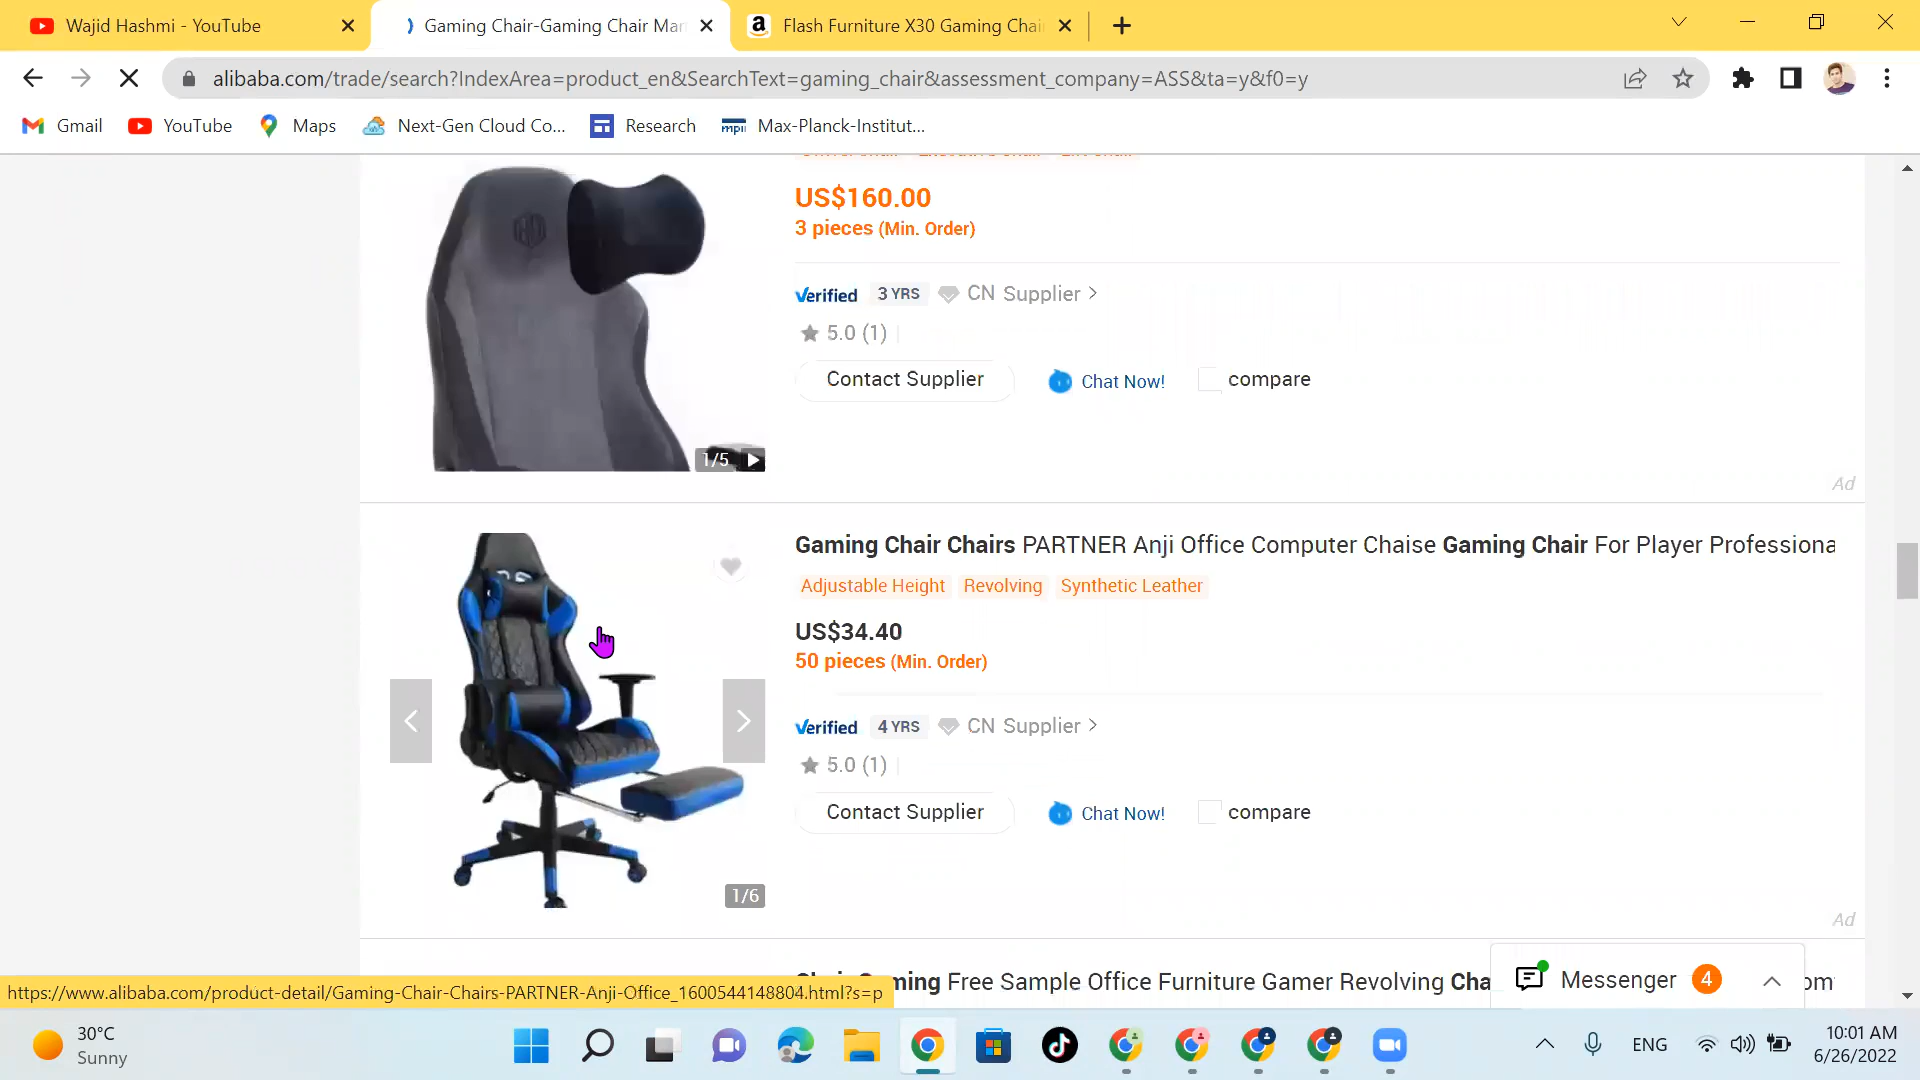 Wajid Hashmi - YouTube
Gaming Chair-Gaming Chair Mar
Flash Furniture X30 Gaming Chai
alibaba.com/trade/search?IndexArea=product_en&SearchText=gaming_chair&assessment_company=ASS&ta=y&f0=y
Gmail YouTube Maps Next-Gen Cloud Co... Research Max-Planck-Institut...
US$160.00
3 pieces (Min. Order)
Verified 3 YRS CN Supplier >
5.0 (1)
Contact Supplier Chat Now! compare
1/5
Ad
Gaming Chair Chairs PARTNER Anji Office Computer Chaise Gaming Chair For Player Professiona
Adjustable Height Revolving Synthetic Leather
US$34.40
50 pieces (Min. Order)
Verified 4 YRS CN Supplier >
5.0 (1)
Contact Supplier Chat Now! compare
1/6
Ad
Free Sample Office Furniture Gamer Revolving Cha
Messenger 4
https://www.alibaba.com/product-detail/Gaming-Chair-Chairs-PARTNER-Anji-Office_1600544148804.html?s=p
30°C
Sunny
ENG
10:01 AM
6/26/2022